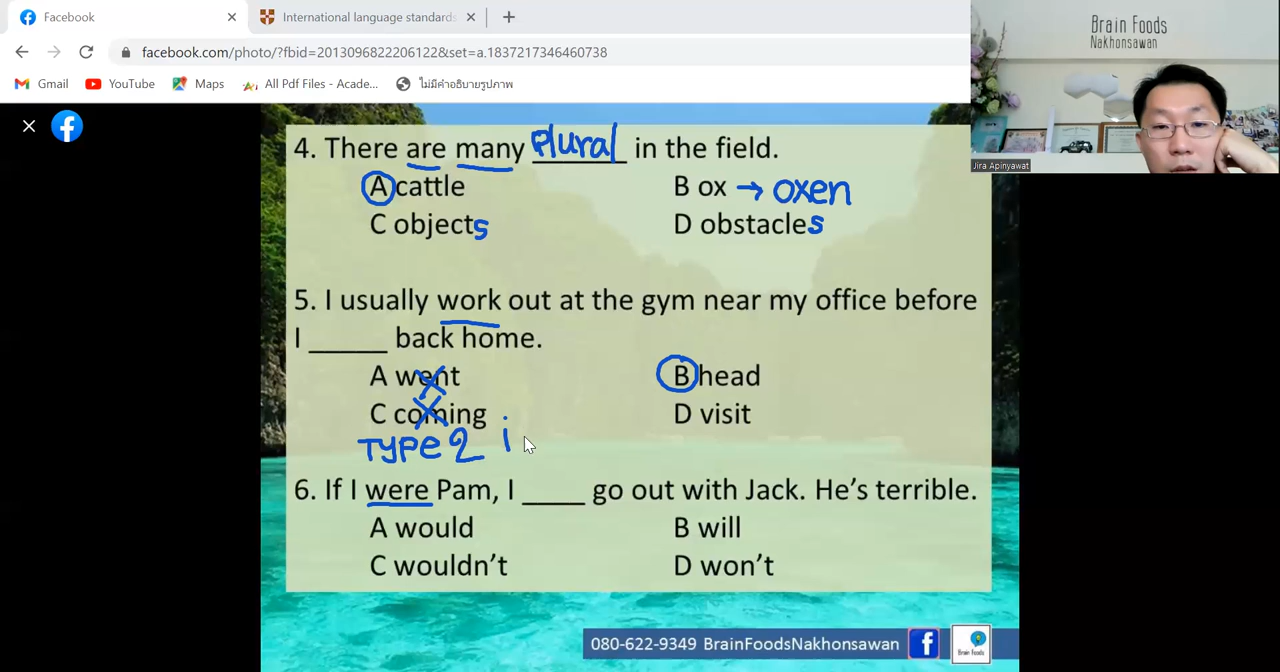 Facebook
International language standards
facebook.com/photo/?fbid=2013096822206122&set=a.1837217346460738
Gmail YouTube Maps All Pdf Files - Acade... ไม่มีคำอธิบายรูปภาพ
Brain Foods
Nakhonsawan
Jira Apinyawat
4. There are many plural in the field.
A cattle B ox → oxen
C objects D obstacles
5. I usually work out at the gym near my office before
I _____ back home.
A went B head
C coming D visit
TYPe 2 i
6. If I were Pam, I ____ go out with Jack. He's terrible.
A would B will
C wouldn't D won't
080-622-9349 BrainFoodsNakhonsawan f
Brain Foods